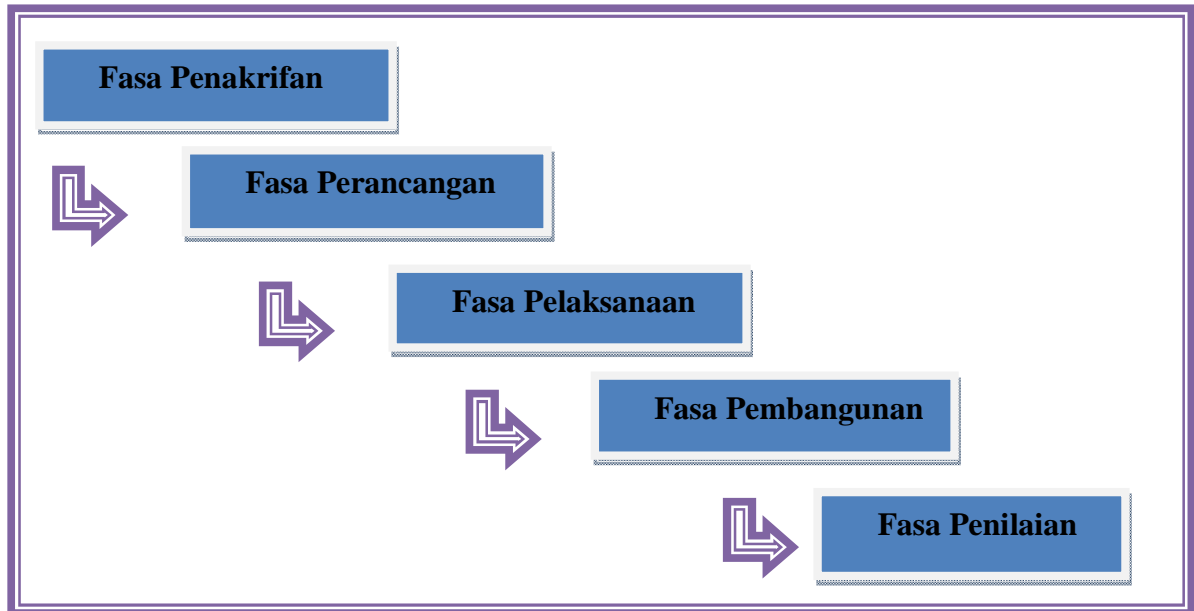 Fasa Penakrifan
Fasa Perancangan
Fasa Pelaksanaan
Fasa Pembangunan
Fasa Penilaian